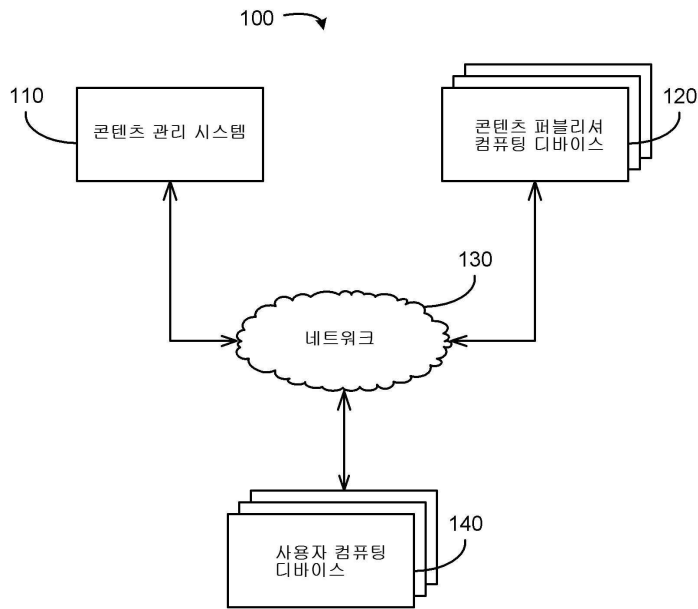 100
110
콘텐츠 관리 시스템
콘텐츠 퍼블리셔
컴퓨팅 디바이스
120
130
네트워크
사용자 컴퓨팅
디바이스
140